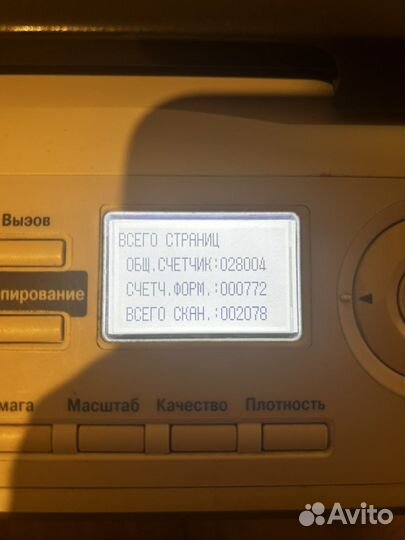 Вызов
ВСЕГО СТРАНИЦ
ОБЩ.СЧЕТЧИК:028004
СЧЕТЧ.ФОРМ.:000772
ВСЕГО СКАН.:002078
пирование
мага Масштаб Качество Плотность
Avito